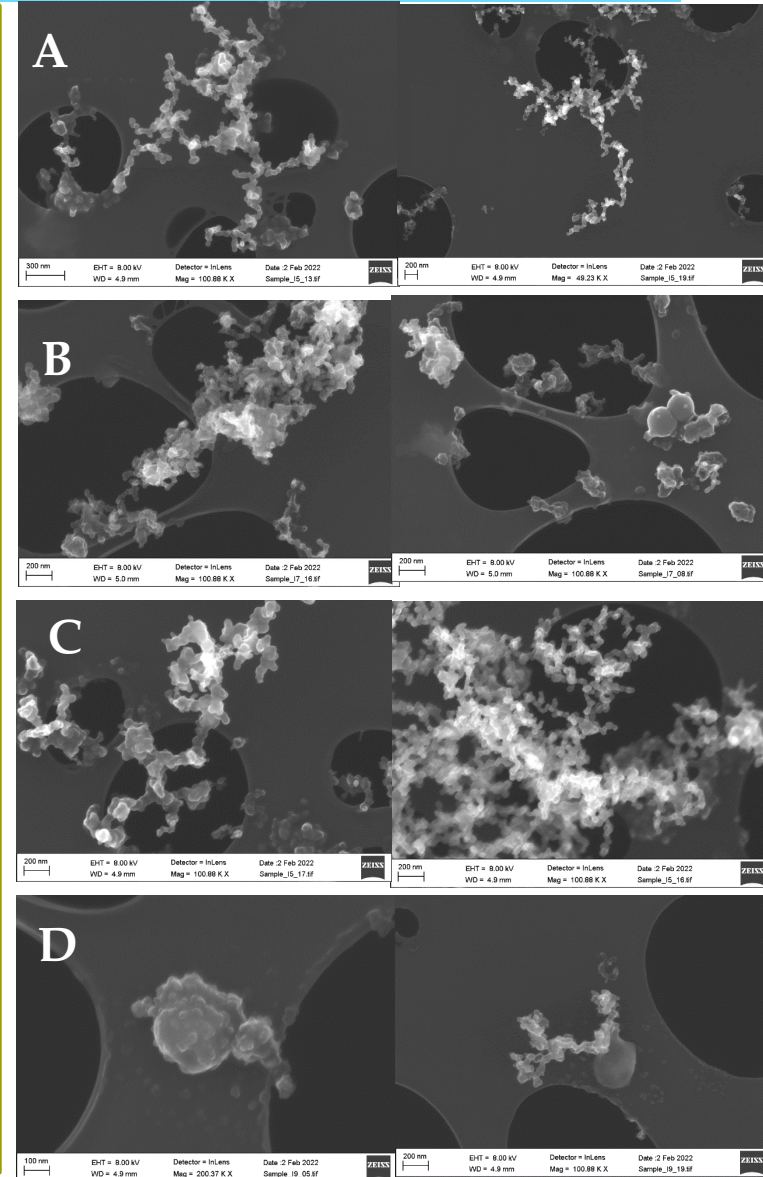 A
300 nm
EHT = 8.00 kV Detector = InLens Date :2 Feb 2022
WD = 4.9 mm Mag = 100.88 K X Sample_I5_13.tif
ZEISS
200 nm
EHT = 8.00 kV Detector = InLens Date :2 Feb 2022
WD = 4.9 mm Mag = 49.23 K X Sample_I5_19.tif
ZEISS
B
200 nm
EHT = 8.00 kV Detector = InLens Date :2 Feb 2022
WD = 5.0 mm Mag = 100.88 K X Sample_I7_16.tif
ZEISS
200 nm
EHT = 8.00 kV Detector = InLens Date :2 Feb 2022
WD = 5.0 mm Mag = 100.88 K X Sample_I7_08.tif
ZEISS
C
200 nm
EHT = 8.00 kV Detector = InLens Date :2 Feb 2022
WD = 4.9 mm Mag = 100.88 K X Sample_I5_17.tif
ZEISS
200 nm
EHT = 8.00 kV Detector = InLens Date :2 Feb 2022
WD = 4.9 mm Mag = 100.88 K X Sample_I5_16.tif
ZEISS
D
100 nm
EHT = 8.00 kV Detector = InLens Date :2 Feb 2022
WD = 4.9 mm Mag = 200.37 K X Sample_I9_05.tif
ZEISS
200 nm
EHT = 8.00 kV Detector = InLens Date :2 Feb 2022
WD = 4.9 mm Mag = 100.88 K X Sample_I9_19.tif
ZEISS